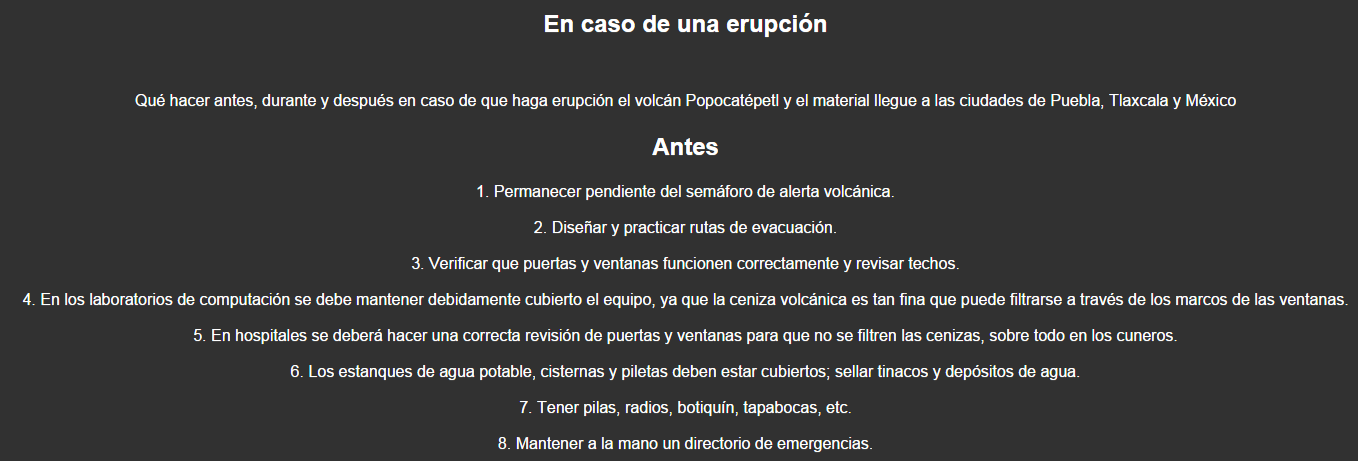 En caso de una erupción
Qué hacer antes, durante y después en caso de que haga erupción el volcán Popocatépetl y el material llegue a las ciudades de Puebla, Tlaxcala y México
Antes
1. Permanecer pendiente del semáforo de alerta volcánica.
2. Diseñar y practicar rutas de evacuación.
3. Verificar que puertas y ventanas funcionen correctamente y revisar techos.
4. En los laboratorios de computación se debe mantener debidamente cubierto el equipo, ya que la ceniza volcánica es tan fina que puede filtrarse a través de los marcos de las ventanas.
5. En hospitales se deberá hacer una correcta revisión de puertas y ventanas para que no se filtren las cenizas, sobre todo en los cuneros.
6. Los estanques de agua potable, cisternas y piletas deben estar cubiertos; sellar tinacos y depósitos de agua.
7. Tener pilas, radios, botiquín, tapabocas, etc.
8. Mantener a la mano un directorio de emergencias.